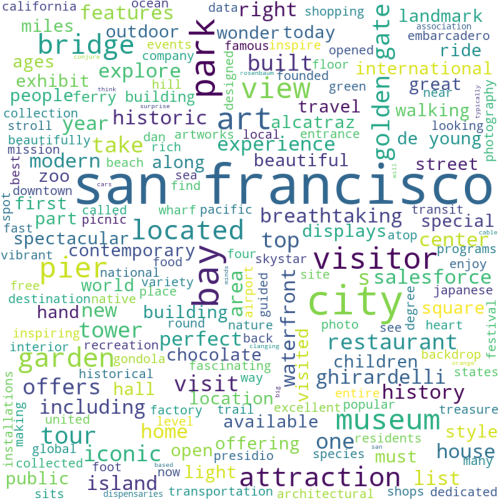 california ocean features data shopping right landmark association embarcadero
miles outdoor wonder today ride
bridge events famous inspire
ages company opened international
exhibit explore hill designed floor
people ferry building built founded green near great
collection historic art travel golden gate walking photography
stroll year dan artworks local entrance looking de young
beautifully take rich experience
mission modern beach alcatraz
best zoo along beautiful street typically
downtown sea find
san francisco
spot first picnic called wharf pacific breathtaking transit special
fast part located displays atop center programs
vibrant spectacular contemporary food four top visitor
free national variety skystar salesforce enjoy
destination native world place area airport guided site japanese
hand new building bay round nature waterfront city degree square festival
inspiring tower perfect back photo see heart
interior recreation gondola chocolate visited children backdrop
garden historical fascinating restaurant states
installations offers hall visit location way clanging ghirardelli
making united including factory trail excellent popular history treasure
tour home level available entire museum
global open offering one residents style
collected iconic presidio species must house
public foot now light attraction list many
sits island transportation architectural shops dedicated
based dispensaries
view park pier conjure think surprise cars rosenbaum minds big san cable